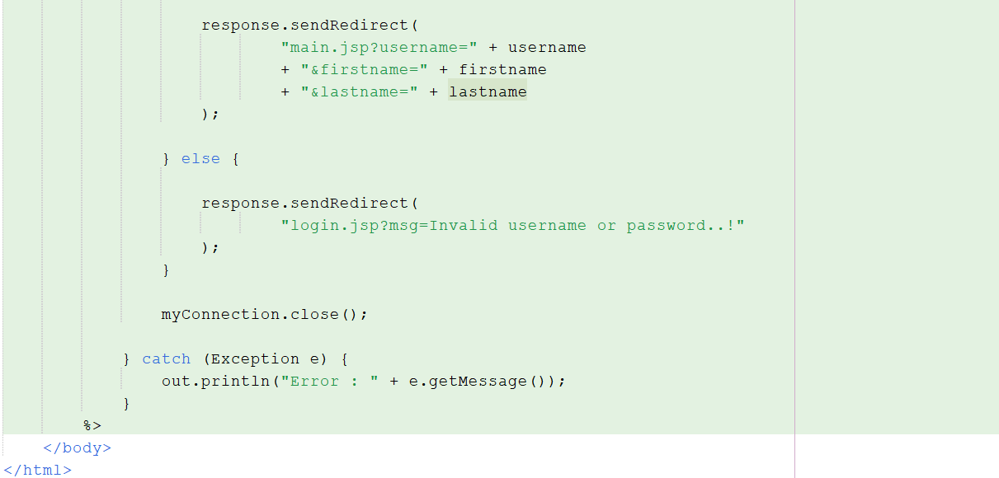 response.sendRedirect(
"main.jsp?username=" + username
+ "&firstname=" + firstname
+ "&lastname=" + lastname
);
} else {
response.sendRedirect(
"login.jsp?msg=Invalid username or password..!"
);
}
myConnection.close();
} catch (Exception e) {
out.println("Error : " + e.getMessage());
}
%>
</body>
</html>